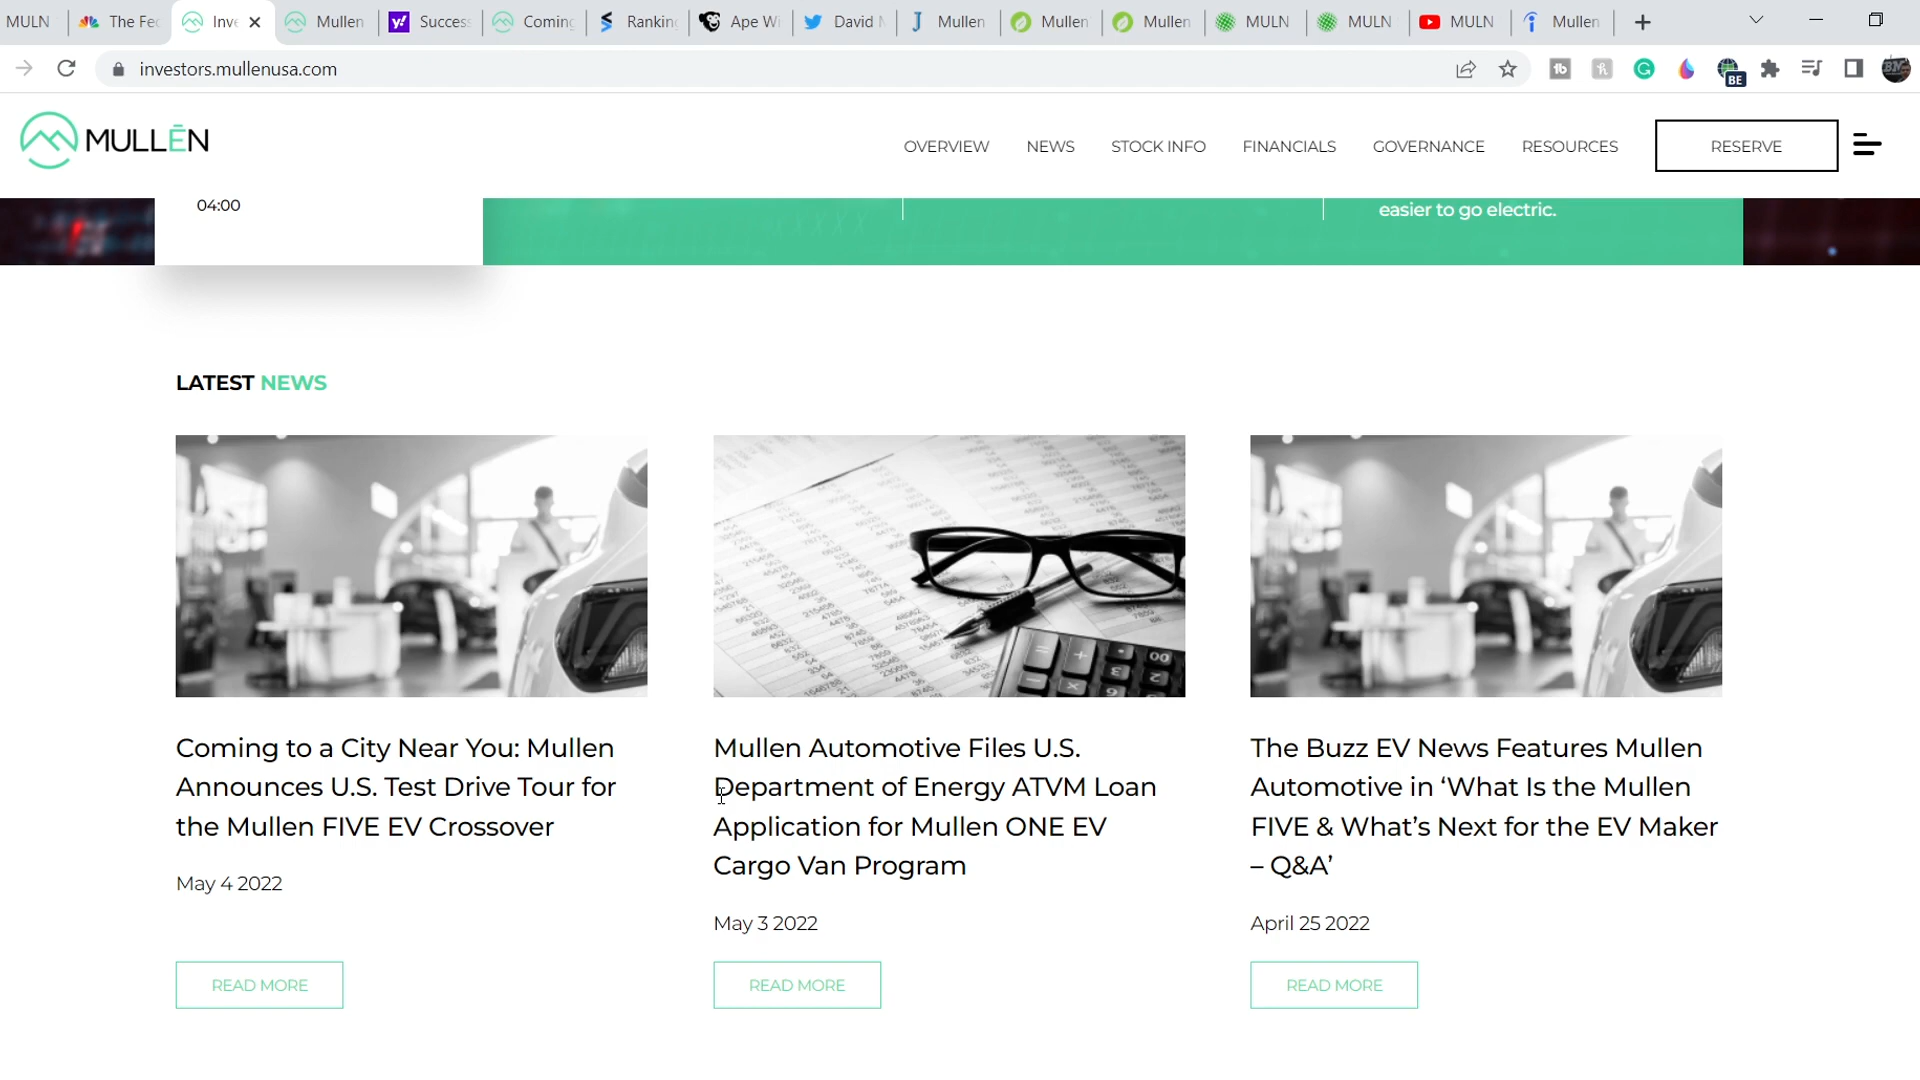 MULN
The Fed
Inve
Mullen
Success
Coming
Ranking
Ape Wi
David M
Mullen
Mullen
Mullen
MULN
MULN
MULN
Mullen
investors.mullenusa.com
BE
MULLĒN
OVERVIEW
NEWS
STOCK INFO
FINANCIALS
GOVERNANCE
RESOURCES
RESERVE
04:00
easier to go electric.
LATEST NEWS
Coming to a City Near You: Mullen
Announces U.S. Test Drive Tour for
the Mullen FIVE EV Crossover
May 4 2022
READ MORE
Mullen Automotive Files U.S.
Department of Energy ATVM Loan
Application for Mullen ONE EV
Cargo Van Program
May 3 2022
READ MORE
The Buzz EV News Features Mullen
Automotive in ‘What Is the Mullen
FIVE & What’s Next for the EV Maker
– Q&A’
April 25 2022
READ MORE